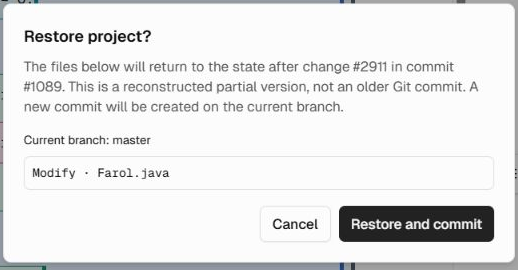 Restore project?
The files below will return to the state after change #2911 in commit
#1089. This is a reconstructed partial version, not an older Git commit. A
new commit will be created on the current branch.
Current branch: master
Modify · Farol.java
Cancel
Restore and commit